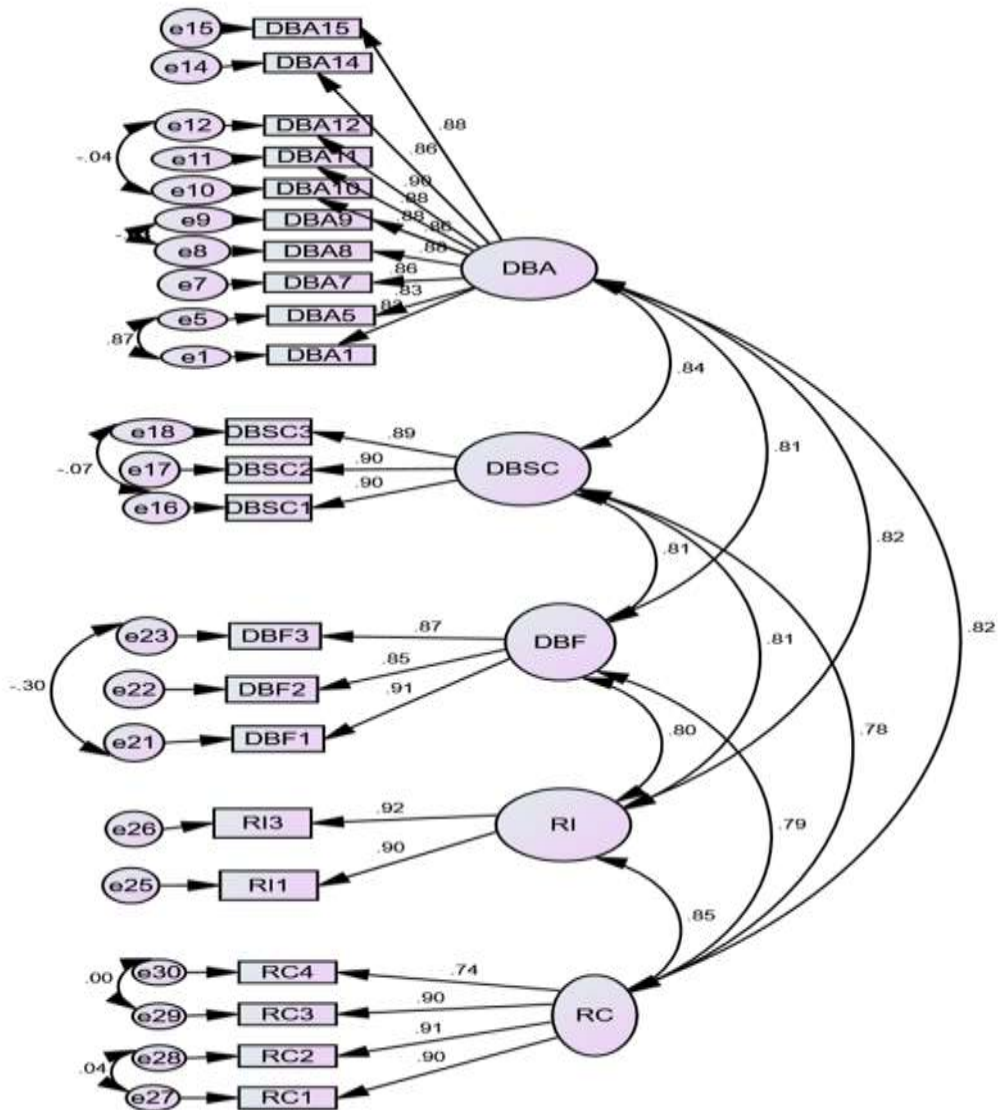 e15 DBA15
e14 DBA14
.88
e12 DBA12
.86
-.04
e11 DBA11
.90
e10 DBA10
.88
.88
e9 DBA9
.86
e8 DBA8
.88
DBA
.86
e7 DBA7
.83
e5 DBA5
.83
.87
e1 DBA1
.84
e18 DBSC3
.89
.81
-.07
e17 DBSC2
.90
DBSC
.90
e16 DBSC1
.82
.81
e23 DBF3
.87
DBF
.81
.82
.85
-.30
e22 DBF2
.91
e21 DBF1
.80
.78
e26 RI3
.92
RI
.79
.90
e25 RI1
.85
.00
e30 RC4
.74
.90
e29 RC3
RC
.91
e28 RC2
.90
.04
e27 RC1